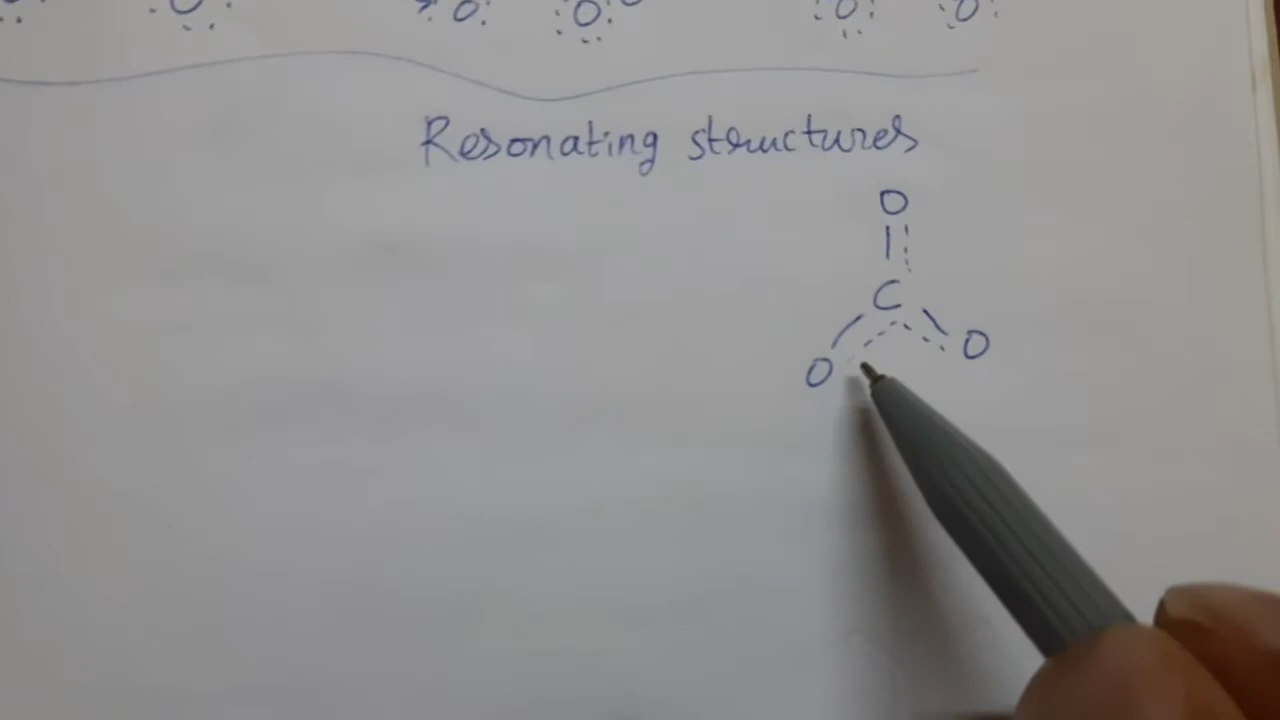 O O O O O
Resonating structures
O
C
O O